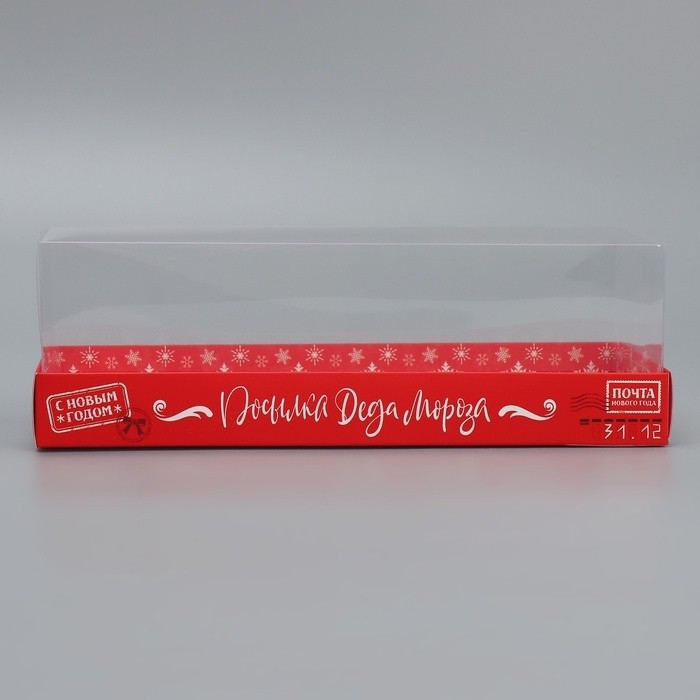 С НОВЫМ
*ГОДОМ*
Посылка Деда Мороза
ПОЧТА
НОВОГО ГОДА
31.12